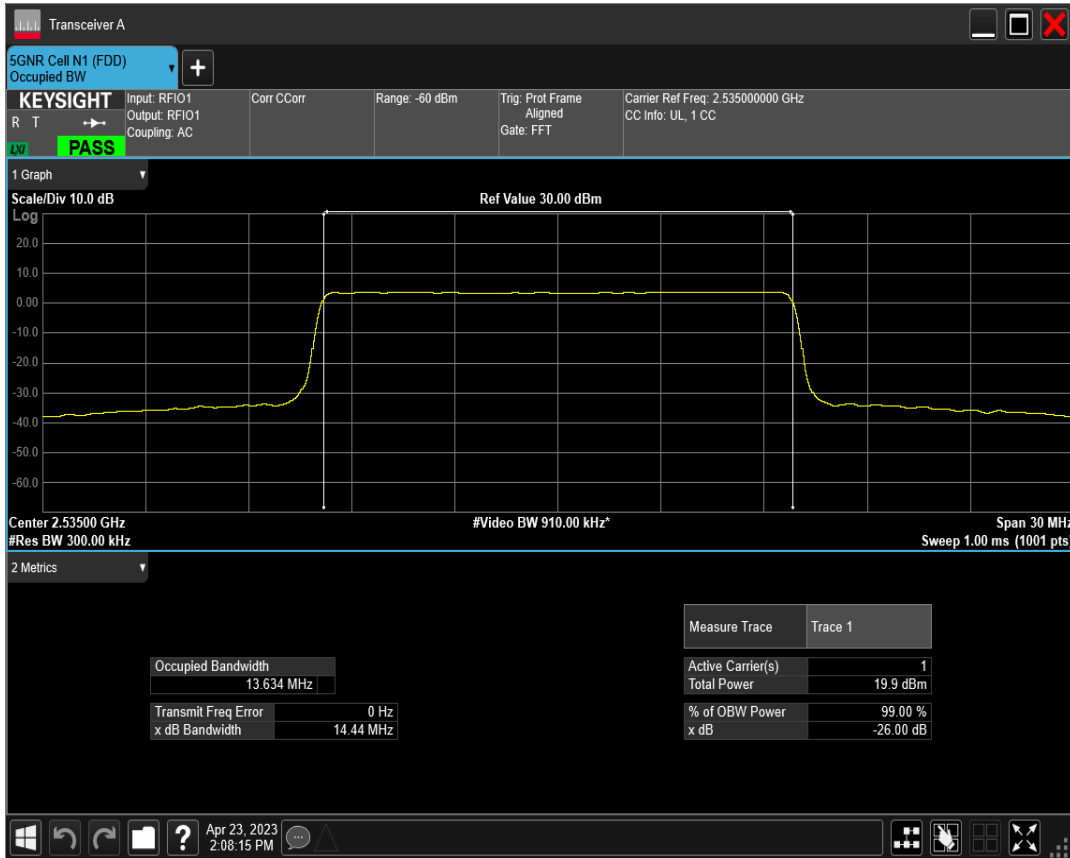 Transceiver A
5GNR Cell N1 (FDD)
Occupied BW
+
KEYSIGHT
R T
LXI
PASS
Input: RFIO1
Output: RFIO1
Coupling: AC
Corr CCorr
Range: -60 dBm
Trig: Prot Frame
Aligned
Gate: FFT
Carrier Ref Freq: 2.535000000 GHz
CC Info: UL, 1 CC
1 Graph
Scale/Div 10.0 dB
Ref Value 30.00 dBm
Log
20.0
10.0
0.00
-10.0
-20.0
-30.0
-40.0
-50.0
-60.0
Center 2.53500 GHz
#Video BW 910.00 kHz*
Span 30 MHz
#Res BW 300.00 kHz
Sweep 1.00 ms (1001 pts)
2 Metrics
Measure Trace Trace 1
Occupied Bandwidth
13.634 MHz
Active Carrier(s) 1
Total Power 19.9 dBm
Transmit Freq Error 0 Hz
x dB Bandwidth 14.44 MHz
% of OBW Power 99.00 %
x dB -26.00 dB
?
Apr 23, 2023
2:08:15 PM